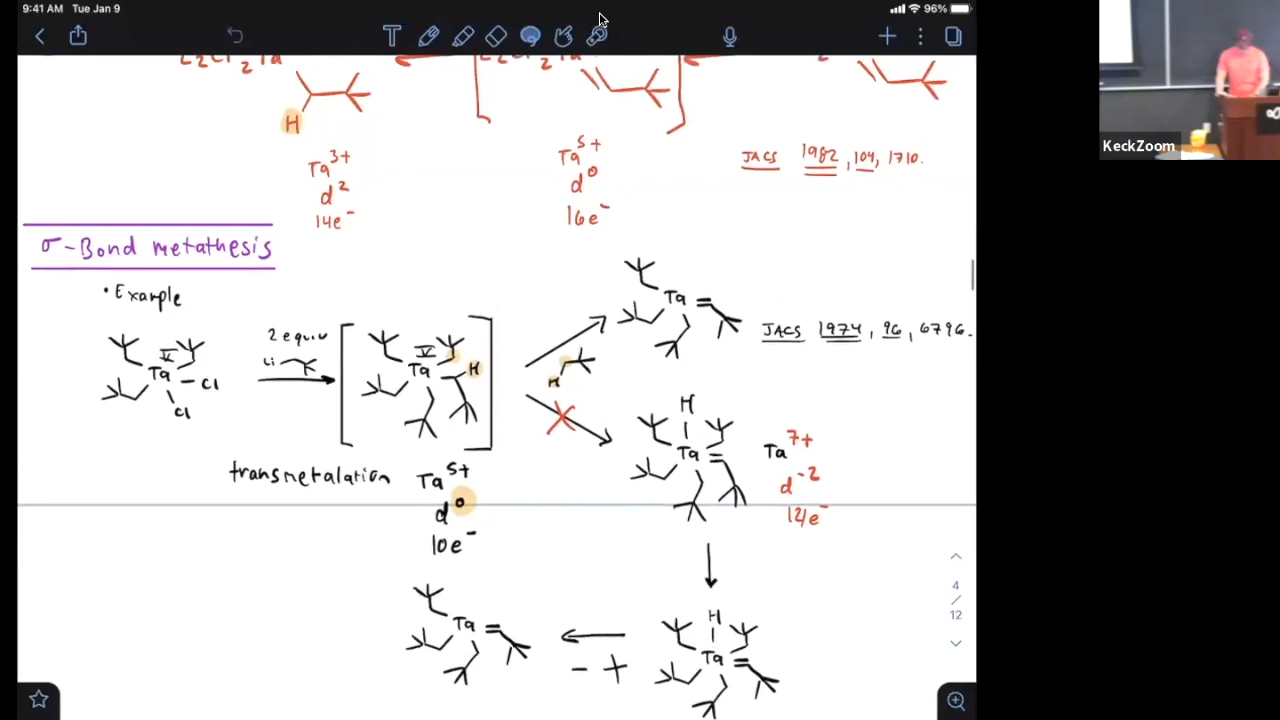 9:41 AM Tue Jan 9
96%
H
Ta3+
d2
14e-
Ta5+
d0
16e-
JACS 1982, 104, 1710.
KeckZoom
σ-Bond metathesis
• Example
Ta V
Cl
Cl
2 equiv
Li
Ta V
H
H
Ta
JACS 1974, 96, 6796.
H
Ta
Ta7+
d-2
12e-
transmetalation
Ta5+
d0
10e-
Ta
H
Ta
4
/
12